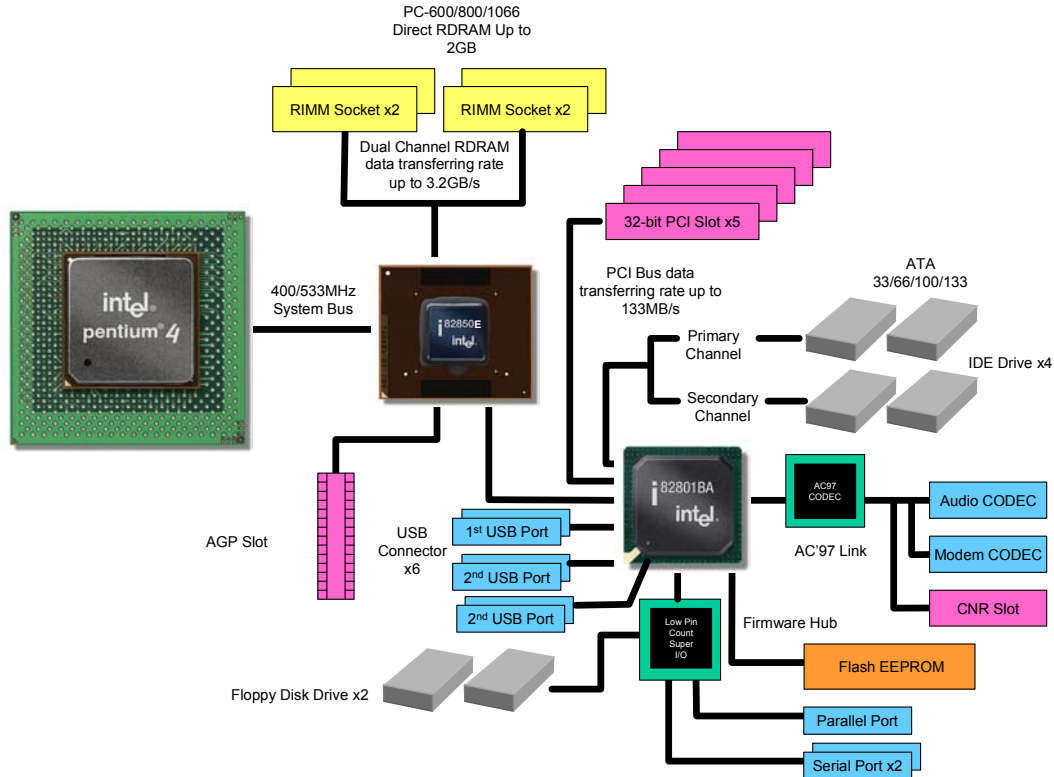 PC-600/800/1066
Direct RDRAM Up to
2GB
RIMM Socket x2
RIMM Socket x2
Dual Channel RDRAM
data transferring rate
up to 3.2GB/s
32-bit PCI Slot x5
intel.
pentium® 4
400/533MHz
System Bus
i 82850E
intel.
PCI Bus data
transferring rate up to
133MB/s
ATA
33/66/100/133
Primary
Channel
IDE Drive x4
Secondary
Channel
i 82801BA
intel.
AC97
CODEC
AC'97 Link
Audio CODEC
Modem CODEC
CNR Slot
AGP Slot
USB
Connector
x6
1st USB Port
2nd USB Port
2nd USB Port
Low Pin
Count
Super
I/O
Firmware Hub
Flash EEPROM
Floppy Disk Drive x2
Parallel Port
Serial Port x2